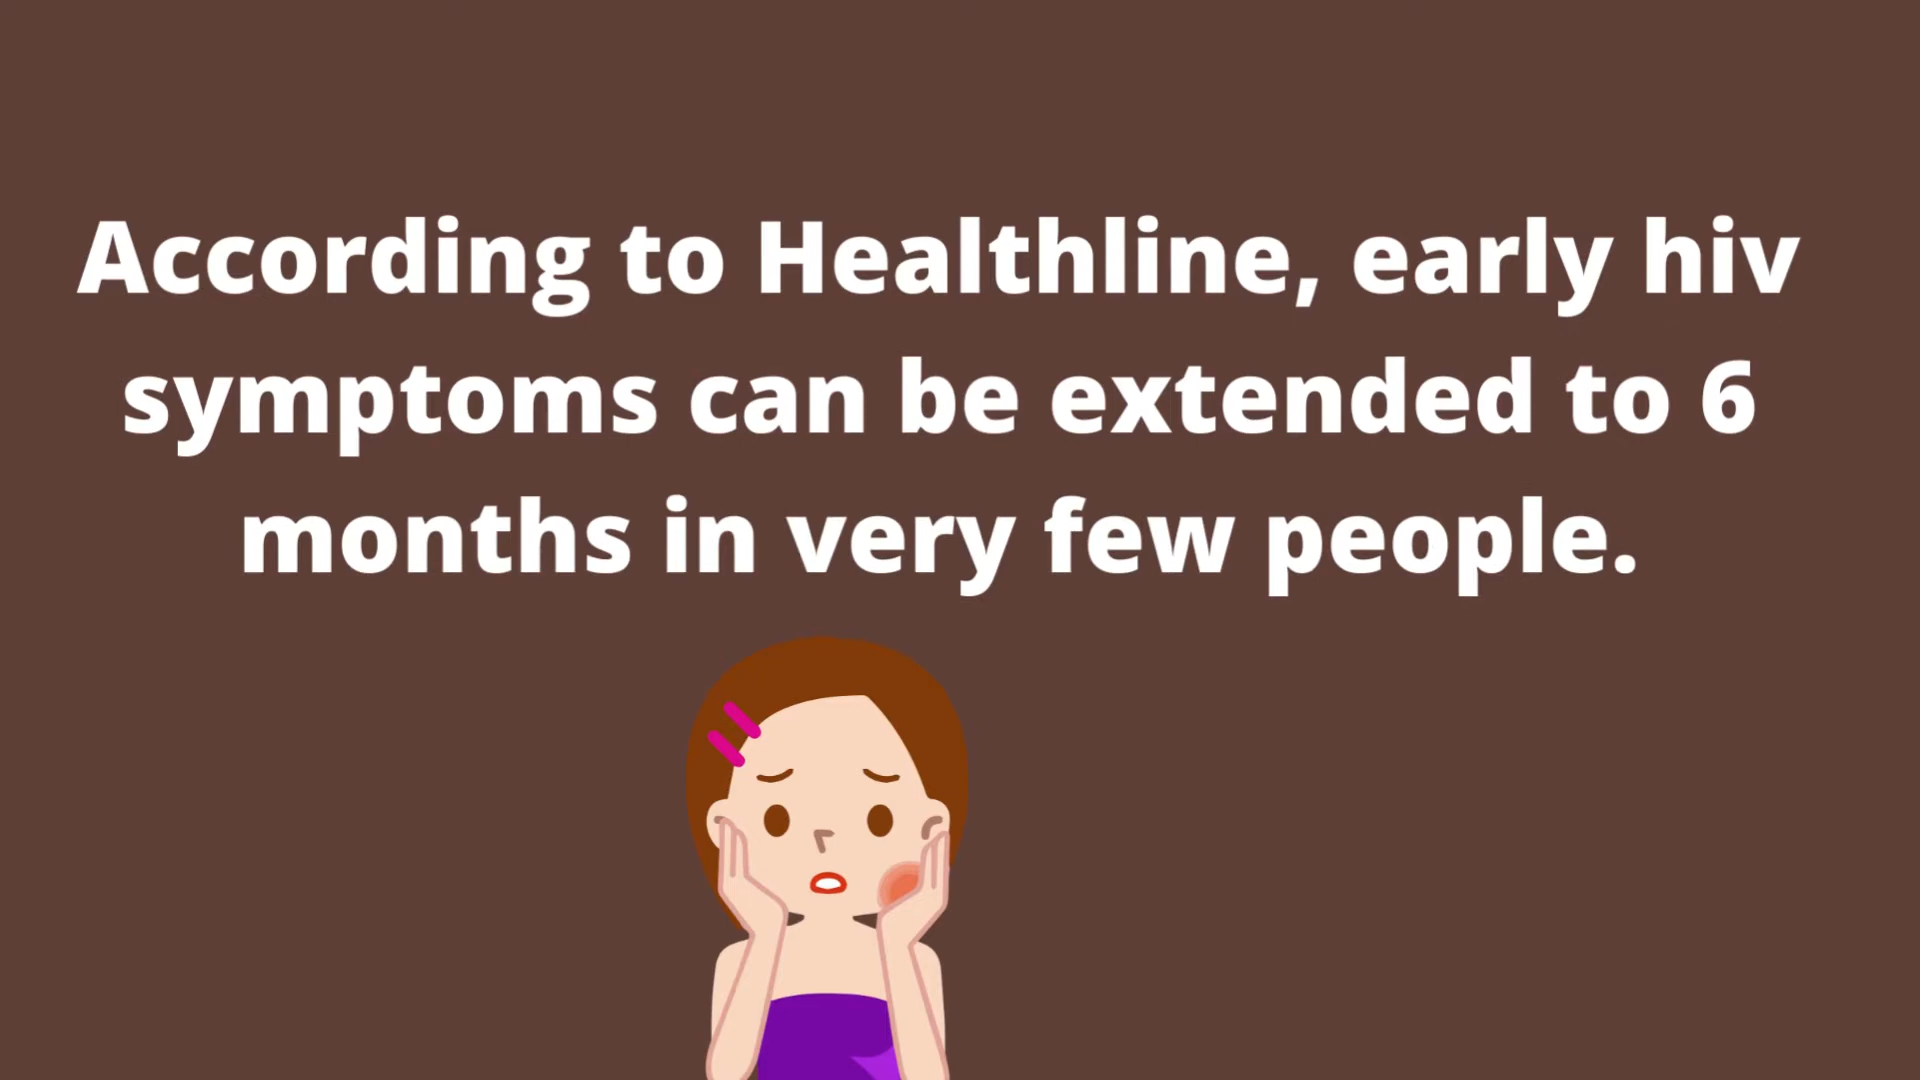 According to Healthline, early hiv
symptoms can be extended to 6
months in very few people.